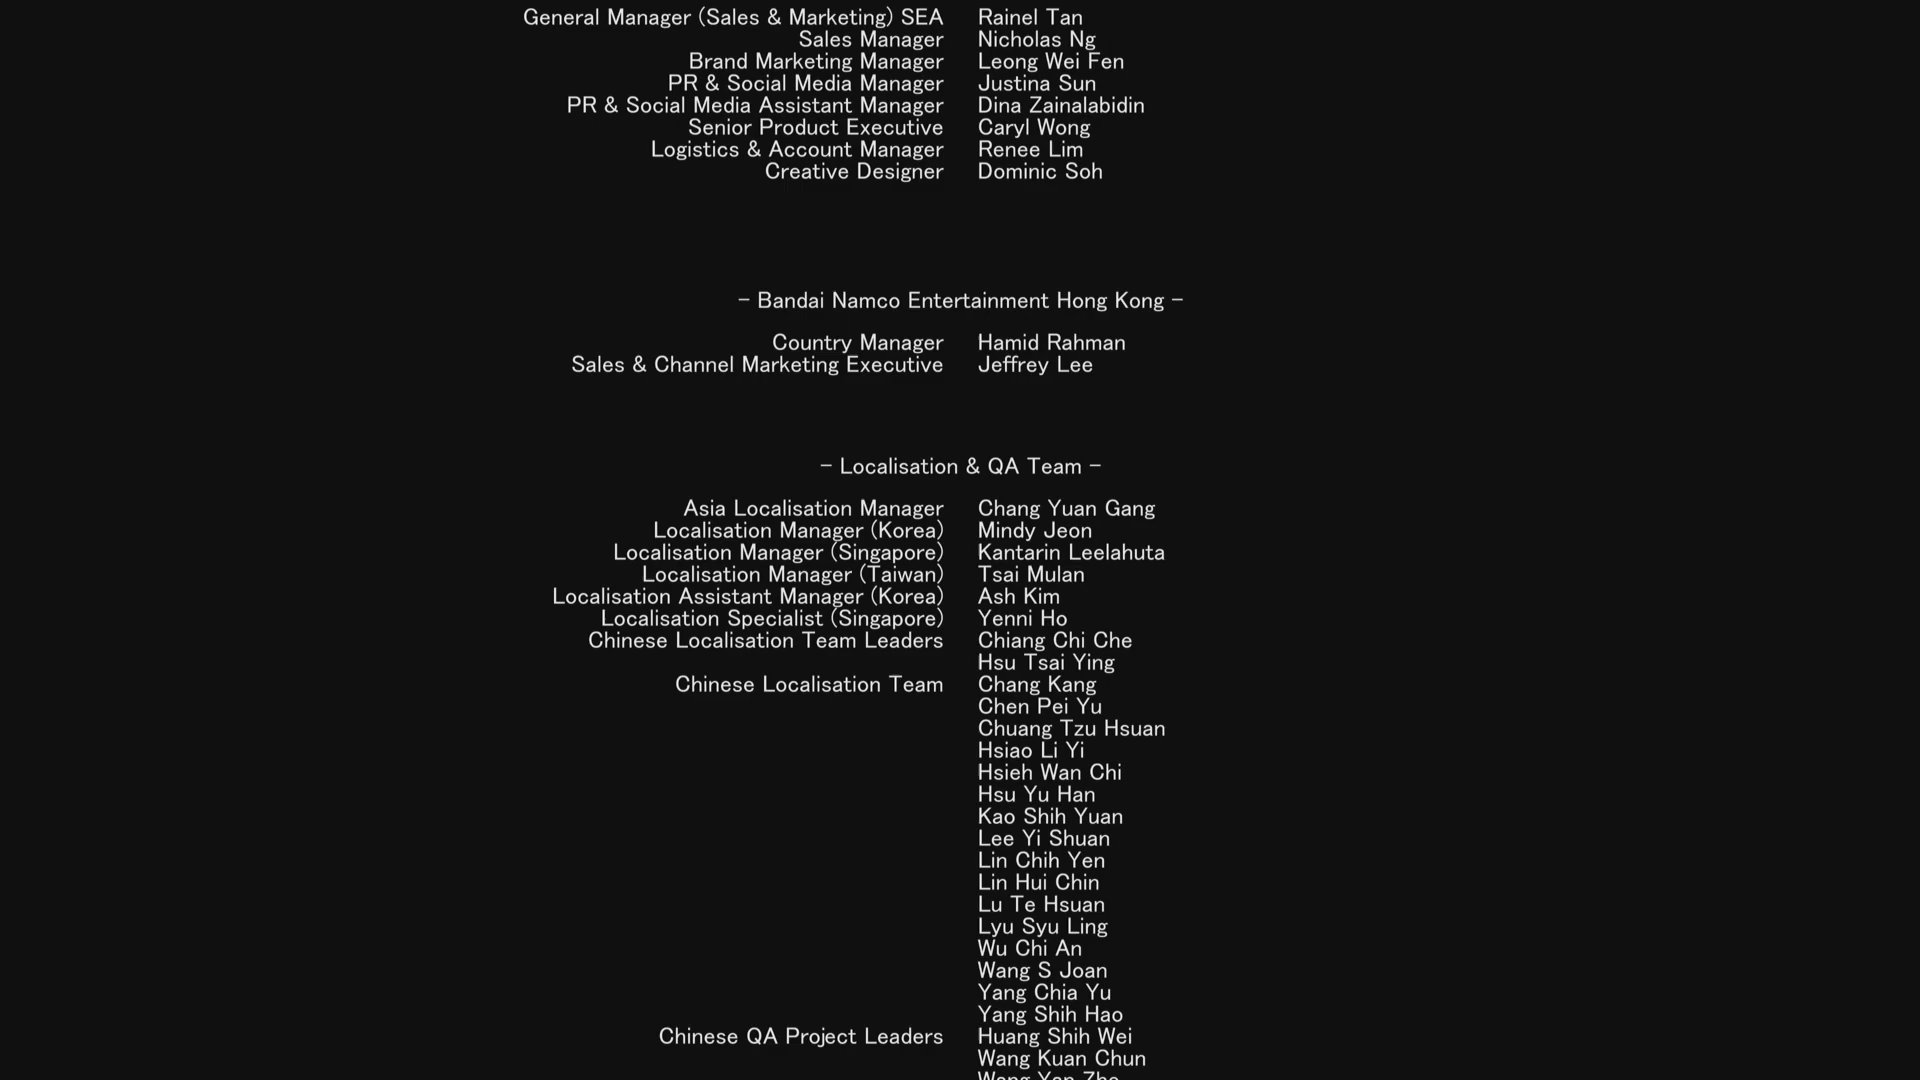 General Manager (Sales & Marketing) SEA Rainel Tan
Sales Manager Nicholas Ng
Brand Marketing Manager Leong Wei Fen
PR & Social Media Manager Justina Sun
PR & Social Media Assistant Manager Dina Zainalabidin
Senior Product Executive Caryl Wong
Logistics & Account Manager Renee Lim
Creative Designer Dominic Soh
– Bandai Namco Entertainment Hong Kong –
Country Manager Hamid Rahman
Sales & Channel Marketing Executive Jeffrey Lee
– Localisation & QA Team –
Asia Localisation Manager Chang Yuan Gang
Localisation Manager (Korea) Mindy Jeon
Localisation Manager (Singapore) Kantarin Leelahuta
Localisation Manager (Taiwan) Tsai Mulan
Localisation Assistant Manager (Korea) Ash Kim
Localisation Specialist (Singapore) Yenni Ho
Chinese Localisation Team Leaders Chiang Chi Che
Hsu Tsai Ying
Chinese Localisation Team Chang Kang
Chen Pei Yu
Chuang Tzu Hsuan
Hsiao Li Yi
Hsieh Wan Chi
Hsu Yu Han
Kao Shih Yuan
Lee Yi Shuan
Lin Chih Yen
Lin Hui Chin
Lu Te Hsuan
Lyu Syu Ling
Wu Chi An
Wang S Joan
Yang Chia Yu
Yang Shih Hao
Chinese QA Project Leaders Huang Shih Wei
Wang Kuan Chun